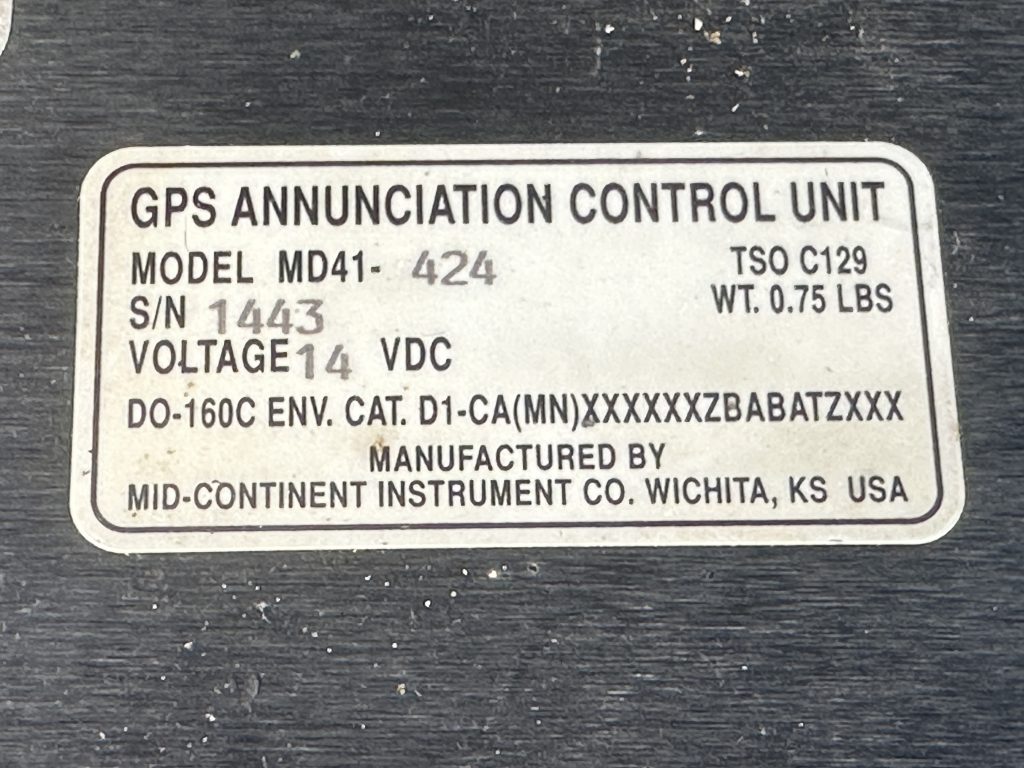 GPS ANNUNCIATION CONTROL UNIT
MODEL MD41- 424 TSO C129
S/N 1443 WT. 0.75 LBS
VOLTAGE 14 VDC
DO-160C ENV. CAT. D1-CA(MN)XXXXXXZBABATZXXX
MANUFACTURED BY
MID-CONTINENT INSTRUMENT CO. WICHITA, KS USA